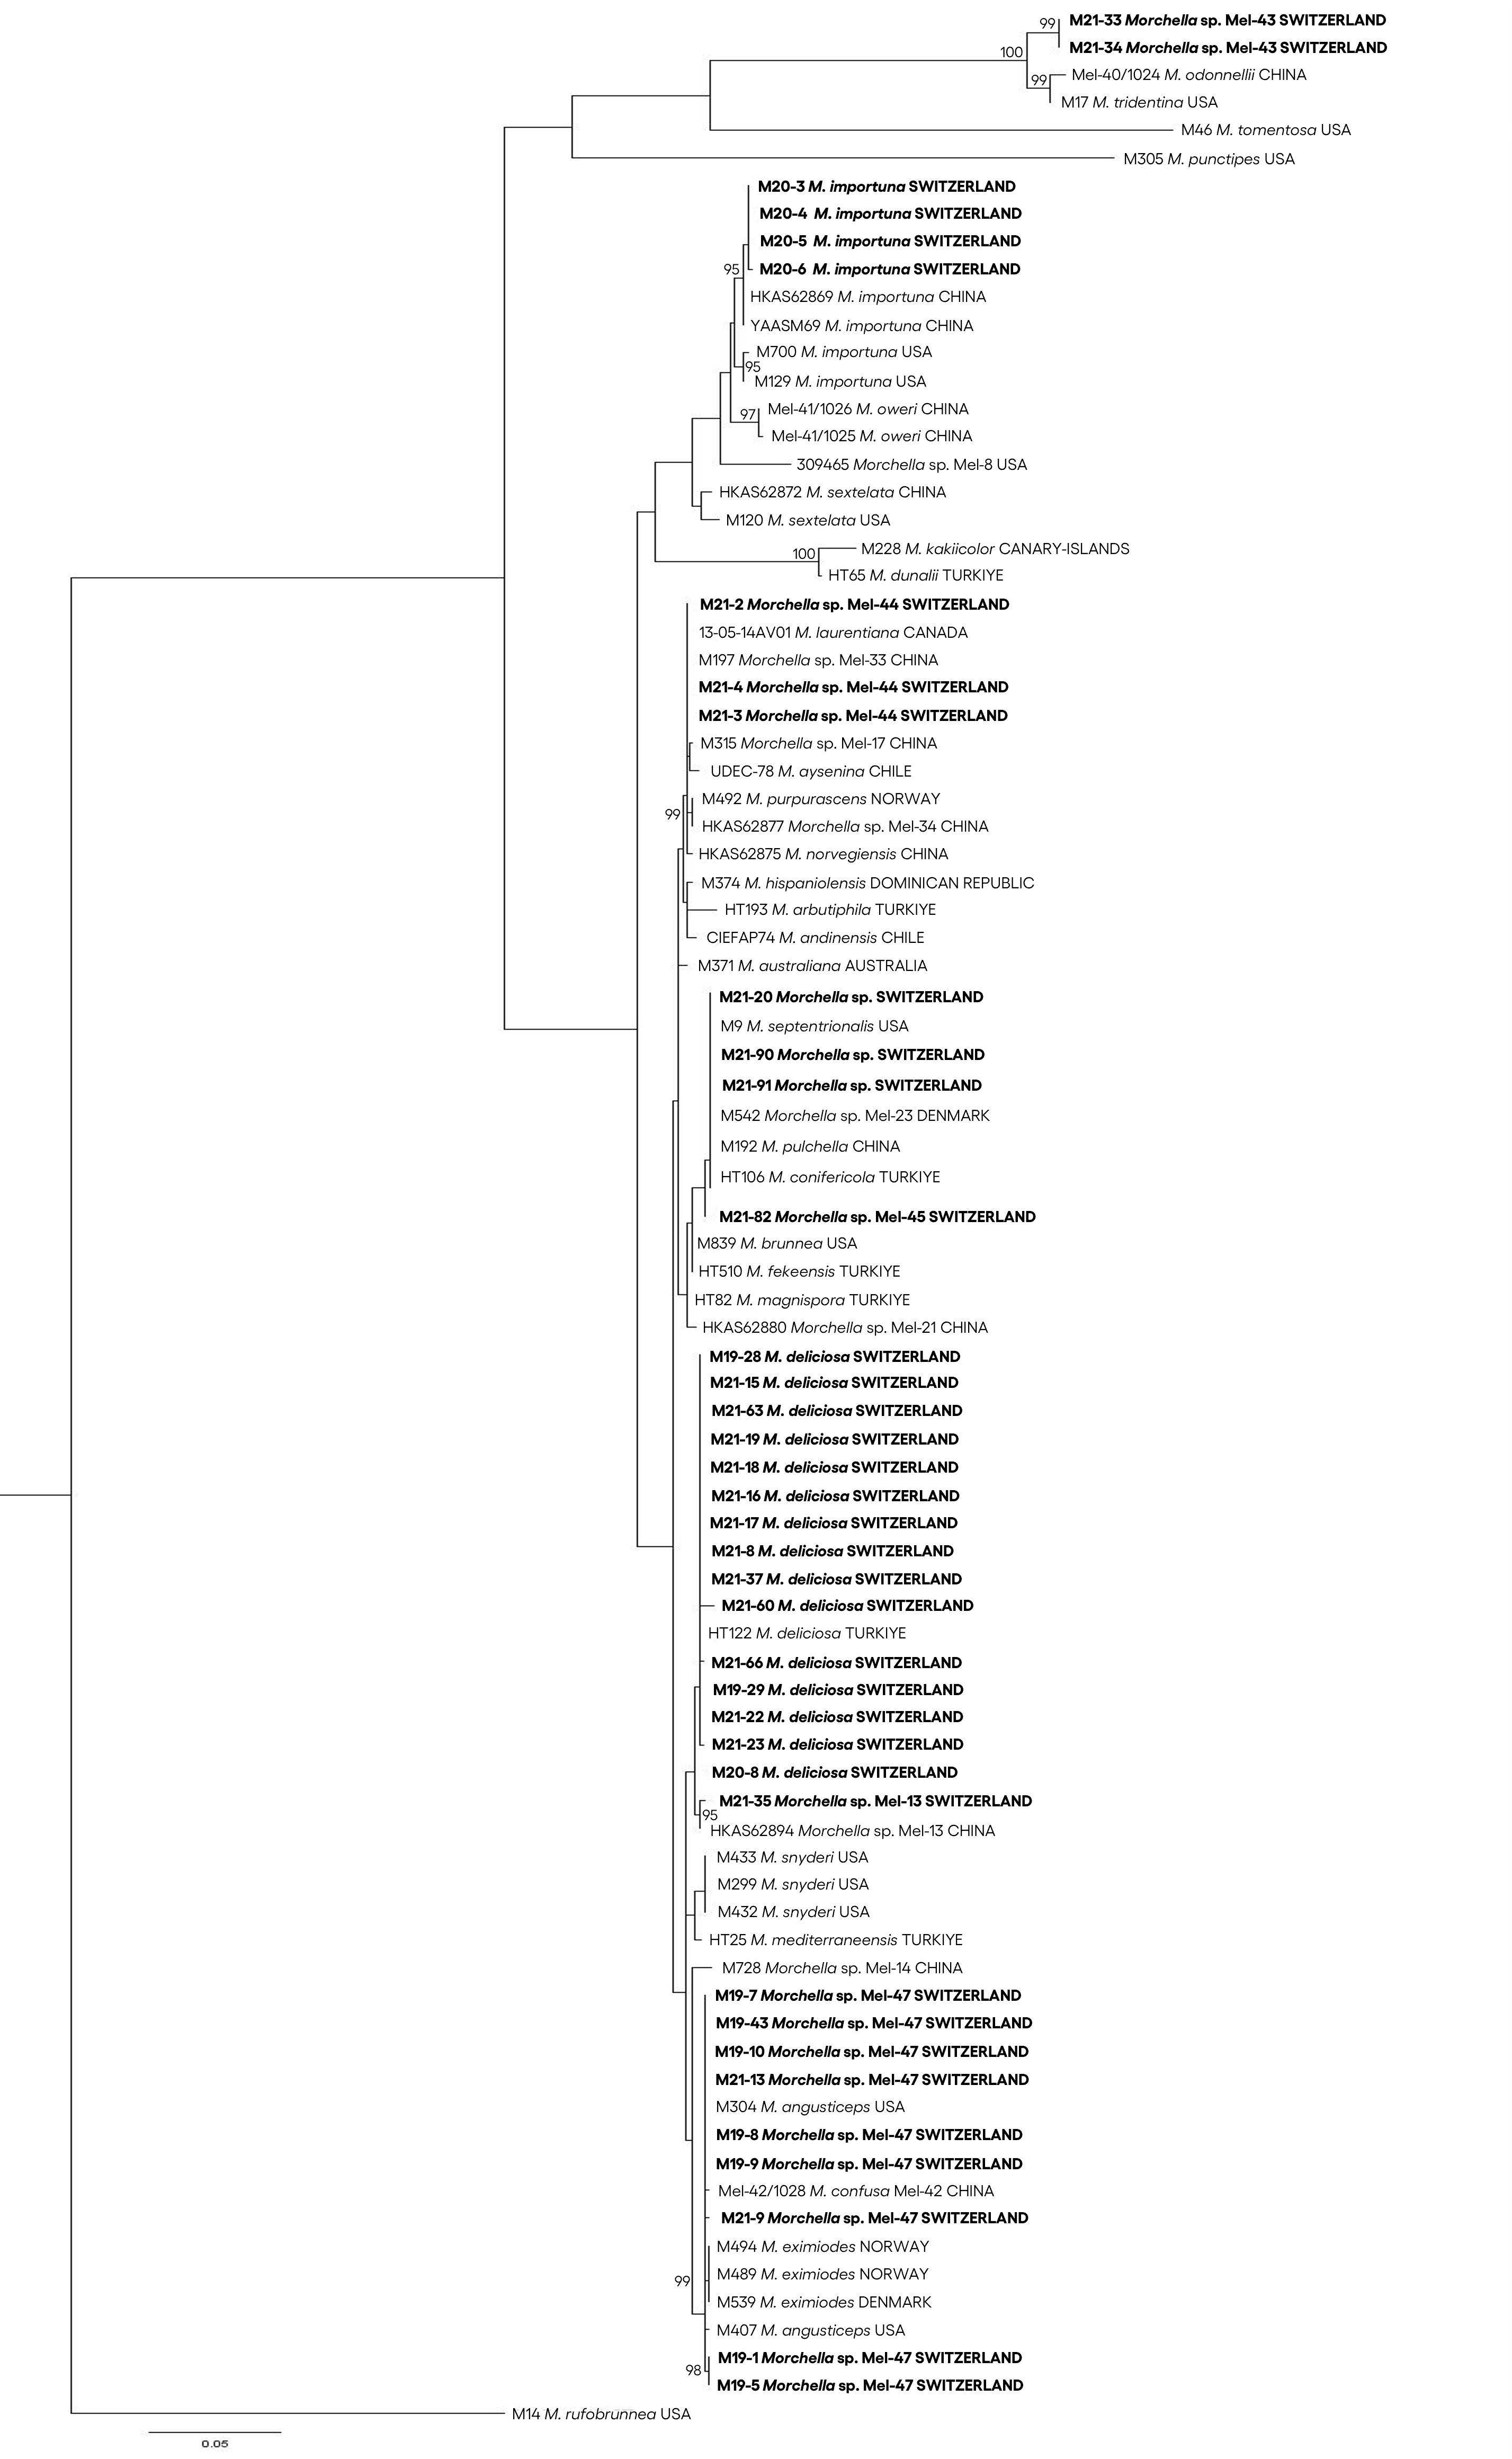 99
M21-33 Morchella sp. Mel-43 SWITZERLAND
M21-34 Morchella sp. Mel-43 SWITZERLAND
100
Mel-40/1024 M. odonnellii CHINA
99
M17 M. tridentina USA
M46 M. tomentosa USA
M305 M. punctipes USA
M20-3 M. importuna SWITZERLAND
M20-4 M. importuna SWITZERLAND
M20-5 M. importuna SWITZERLAND
95
M20-6 M. importuna SWITZERLAND
HKAS62869 M. importuna CHINA
YAASM69 M. importuna CHINA
M700 M. importuna USA
95
M129 M. importuna USA
Mel-41/1026 M. oweri CHINA
97
Mel-41/1025 M. oweri CHINA
309465 Morchella sp. Mel-8 USA
HKAS62872 M. sextelata CHINA
M120 M. sextelata USA
M228 M. kakiicolor CANARY-ISLANDS
100
HT65 M. dunalii TURKIYE
M21-2 Morchella sp. Mel-44 SWITZERLAND
13-05-14AV01 M. laurentiana CANADA
M197 Morchella sp. Mel-33 CHINA
M21-4 Morchella sp. Mel-44 SWITZERLAND
M21-3 Morchella sp. Mel-44 SWITZERLAND
M315 Morchella sp. Mel-17 CHINA
UDEC-78 M. aysenina CHILE
M492 M. purpurascens NORWAY
99
HKAS62877 Morchella sp. Mel-34 CHINA
HKAS62875 M. norvegiensis CHINA
M374 M. hispaniolensis DOMINICAN REPUBLIC
HT193 M. arbutiphila TURKIYE
CIEFAP74 M. andinensis CHILE
M371 M. australiana AUSTRALIA
M21-20 Morchella sp. SWITZERLAND
M9 M. septentrionalis USA
M21-90 Morchella sp. SWITZERLAND
M21-91 Morchella sp. SWITZERLAND
M542 Morchella sp. Mel-23 DENMARK
M192 M. pulchella CHINA
HT106 M. conifericola TURKIYE
M21-82 Morchella sp. Mel-45 SWITZERLAND
M839 M. brunnea USA
HT510 M. fekeensis TURKIYE
HT82 M. magnispora TURKIYE
HKAS62880 Morchella sp. Mel-21 CHINA
M19-28 M. deliciosa SWITZERLAND
M21-15 M. deliciosa SWITZERLAND
M21-63 M. deliciosa SWITZERLAND
M21-19 M. deliciosa SWITZERLAND
M21-18 M. deliciosa SWITZERLAND
M21-16 M. deliciosa SWITZERLAND
M21-17 M. deliciosa SWITZERLAND
M21-8 M. deliciosa SWITZERLAND
M21-37 M. deliciosa SWITZERLAND
M21-60 M. deliciosa SWITZERLAND
HT122 M. deliciosa TURKIYE
M21-66 M. deliciosa SWITZERLAND
M19-29 M. deliciosa SWITZERLAND
M21-22 M. deliciosa SWITZERLAND
M21-23 M. deliciosa SWITZERLAND
M20-8 M. deliciosa SWITZERLAND
M21-35 Morchella sp. Mel-13 SWITZERLAND
95
HKAS62894 Morchella sp. Mel-13 CHINA
M433 M. snyderi USA
M299 M. snyderi USA
M432 M. snyderi USA
HT25 M. mediterraneensis TURKIYE
M728 Morchella sp. Mel-14 CHINA
M19-7 Morchella sp. Mel-47 SWITZERLAND
M19-43 Morchella sp. Mel-47 SWITZERLAND
M19-10 Morchella sp. Mel-47 SWITZERLAND
M21-13 Morchella sp. Mel-47 SWITZERLAND
M304 M. angusticeps USA
M19-8 Morchella sp. Mel-47 SWITZERLAND
M19-9 Morchella sp. Mel-47 SWITZERLAND
Mel-42/1028 M. confusa Mel-42 CHINA
M21-9 Morchella sp. Mel-47 SWITZERLAND
M494 M. eximiodes NORWAY
M489 M. eximiodes NORWAY
99
M539 M. eximiodes DENMARK
M407 M. angusticeps USA
M19-1 Morchella sp. Mel-47 SWITZERLAND
98
M19-5 Morchella sp. Mel-47 SWITZERLAND
M14 M. rufobrunnea USA
0.05